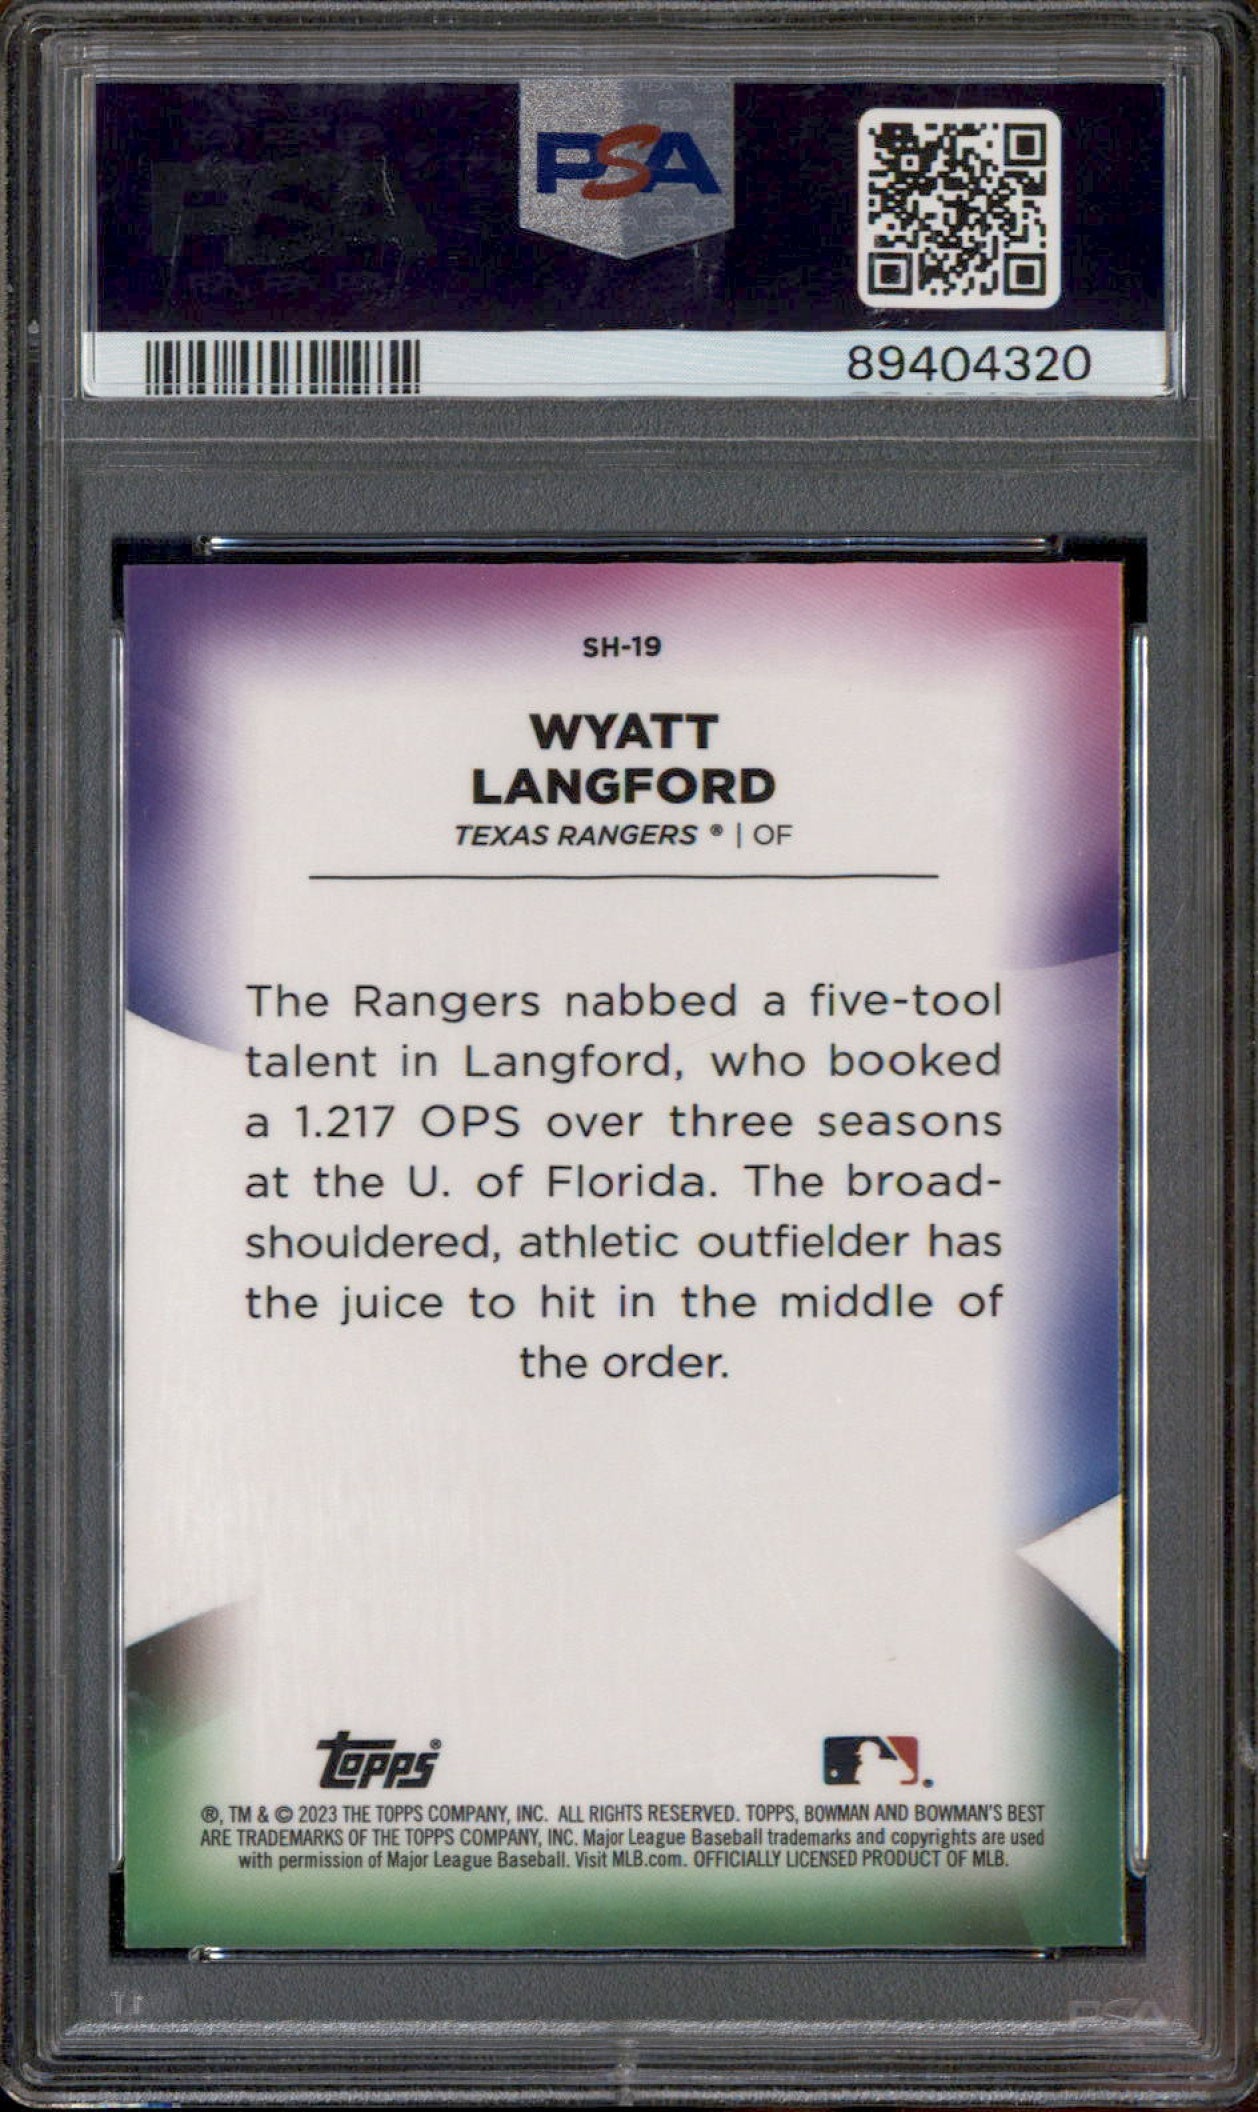 PSA
89404320
SH-19
WYATT
LANGFORD
TEXAS RANGERS ® | OF
The Rangers nabbed a five-tool
talent in Langford, who booked
a 1.217 OPS over three seasons
at the U. of Florida. The broad-
shouldered, athletic outfielder has
the juice to hit in the middle of
the order.
Topps®
®, TM & © 2023 THE TOPPS COMPANY, INC. ALL RIGHTS RESERVED. TOPPS, BOWMAN AND BOWMAN'S BEST
ARE TRADEMARKS OF THE TOPPS COMPANY, INC. Major League Baseball trademarks and copyrights are used
with permission of Major League Baseball. Visit MLB.com. OFFICIALLY LICENSED PRODUCT OF MLB.
PSA